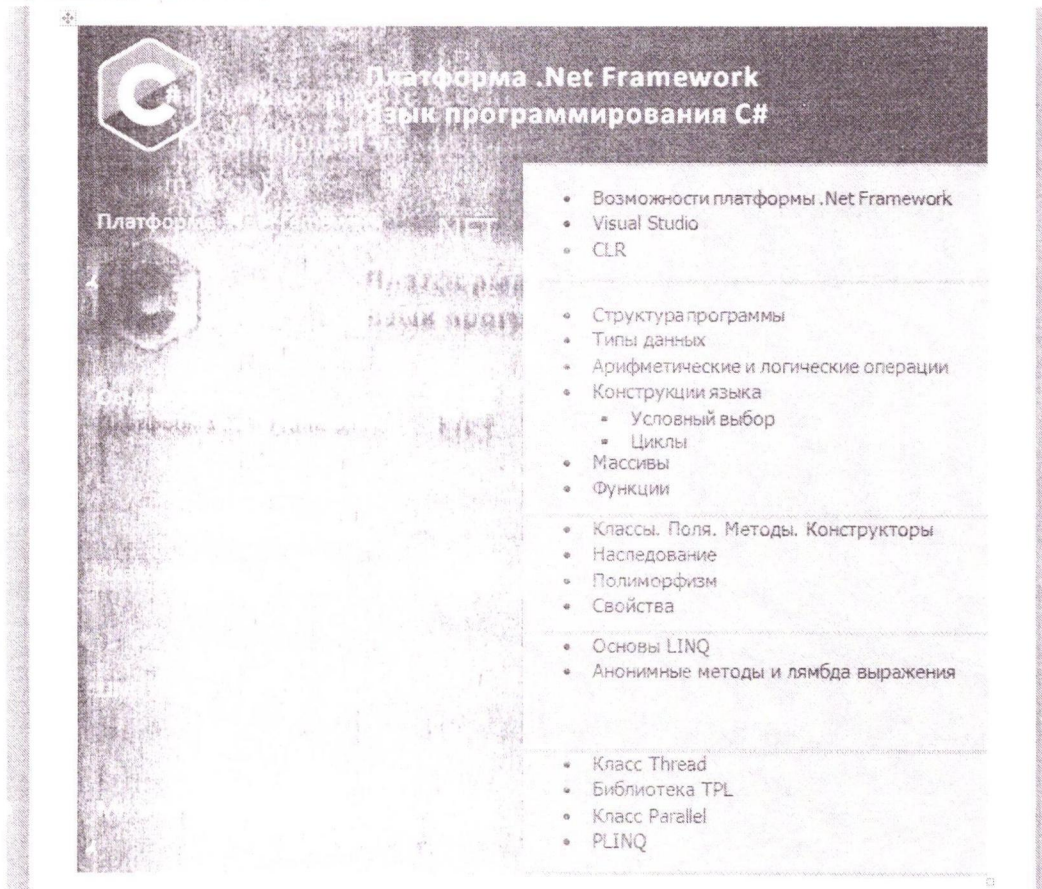 C#
Платформа .Net Framework
Язык программирования C#
Платформа
.NET
• Возможности платформы .Net Framework
• Visual Studio
• CLR
• Структура программы
• Типы данных
• Арифметические и логические операции
• Конструкции языка
▪ Условный выбор
▪ Циклы
• Массивы
• Функции
• Классы. Поля. Методы. Конструкторы
• Наследование
• Полиморфизм
• Свойства
• Основы LINQ
• Анонимные методы и лямбда выражения
• Класс Thread
• Библиотека TPL
• Класс Parallel
• PLINQ